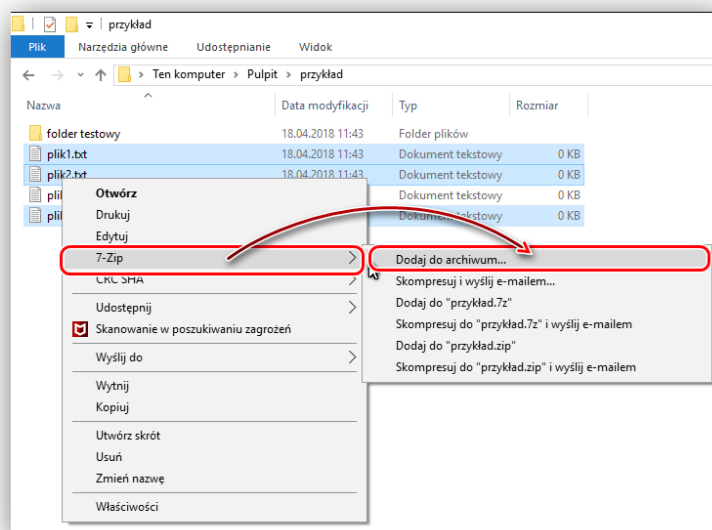 przykład
Plik Narzędzia główne Udostępnianie Widok
Ten komputer > Pulpit > przykład
Nazwa Data modyfikacji Typ Rozmiar
folder testowy 18.04.2018 11:43 Folder plików
plik1.txt 18.04.2018 11:43 Dokument tekstowy 0 KB
plik2.txt 18.04.2018 11:43 Dokument tekstowy 0 KB
plik Dokument tekstowy 0 KB
plik Dokument tekstowy 0 KB
Otwórz
Drukuj
Edytuj
7-Zip
CRC SHA
Udostępnij
Skanowanie w poszukiwaniu zagrożeń
Wyślij do
Wytnij
Kopiuj
Utwórz skrót
Usuń
Zmień nazwę
Właściwości
Dodaj do archiwum...
Skompresuj i wyślij e-mailem...
Dodaj do "przykład.7z"
Skompresuj do "przykład.7z" i wyślij e-mailem
Dodaj do "przykład.zip"
Skompresuj do "przykład.zip" i wyślij e-mailem